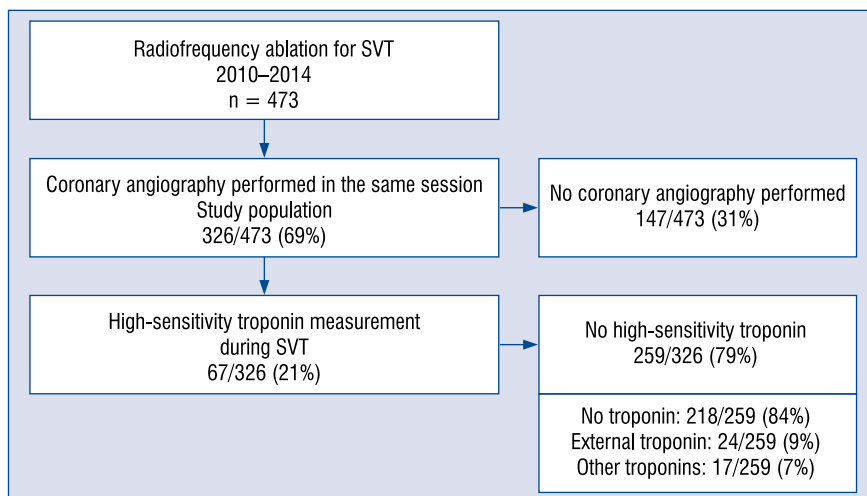 Radiofrequency ablation for SVT
2010–2014
n = 473
Coronary angiography performed in the same session
Study population
326/473 (69%)
No coronary angiography performed
147/473 (31%)
High-sensitivity troponin measurement
during SVT
67/326 (21%)
No high-sensitivity troponin
259/326 (79%)
No troponin: 218/259 (84%)
External troponin: 24/259 (9%)
Other troponins: 17/259 (7%)